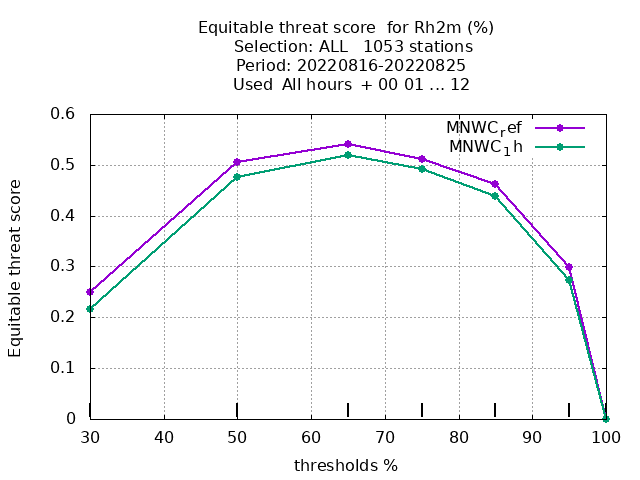 Equitable threat score  for Rh2m (%)
Selection: ALL   1053 stations
Period: 20220816-20220825
Used  All hours  + 00 01 ... 12
MNWC_ref
MNWC_1h
Equitable threat score
0.6
0.5
0.4
0.3
0.2
0.1
0
30 40 50 60 70 80 90 100
thresholds %